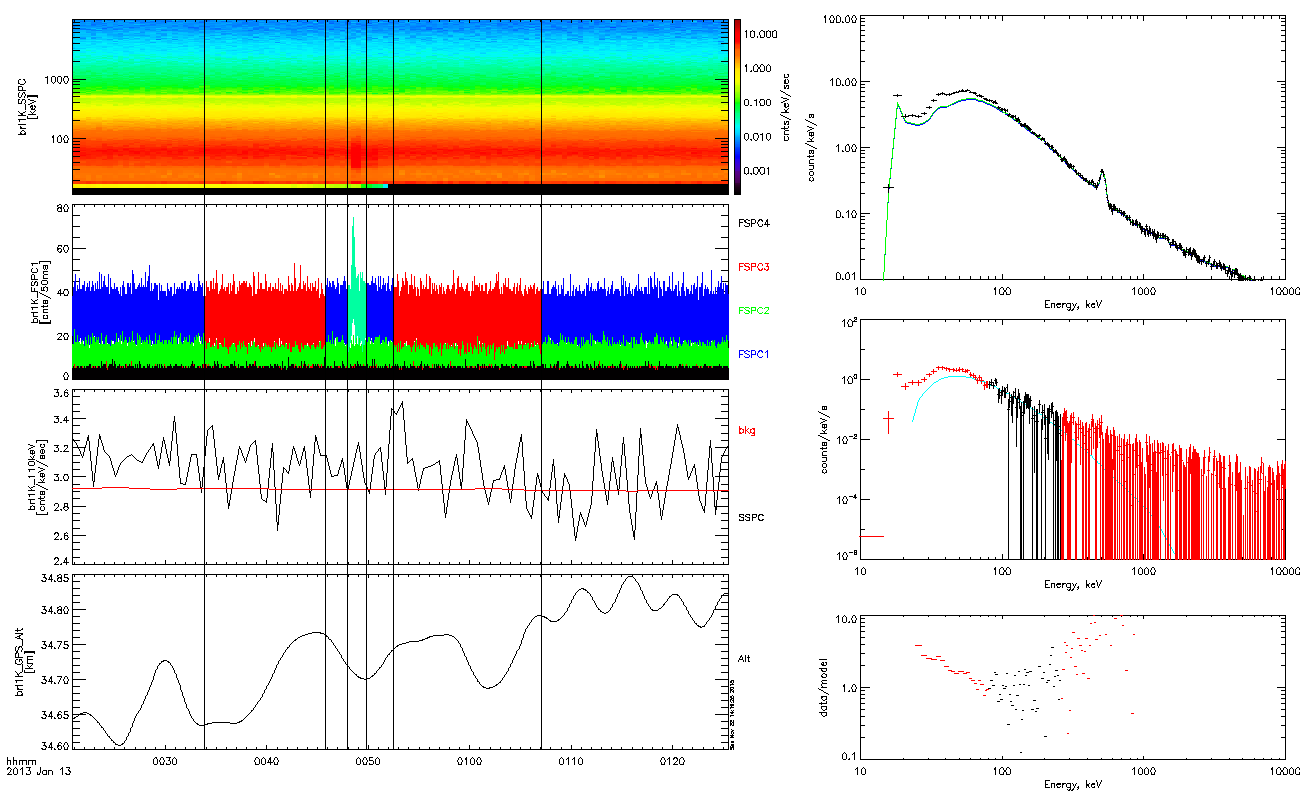 brl1K_SSPC
[keV]
1000
100
10.000
1.000
0.100
0.010
0.001
cnts/keV/sec
brl1K_FSPC1
[cnts/50ms]
80
60
40
20
0
FSPC4
FSPC3
FSPC2
FSPC1
brl1K_110keV
[cnts/keV/sec]
3.6
3.4
3.2
3.0
2.8
2.6
2.4
bkg
SSPC
brl1K_GPS_Alt
[km]
34.85
34.80
34.75
34.70
34.65
34.60
Alt
hhmm
2013 Jan 13
0030
0040
0050
0100
0110
0120
counts/keV/s
100.00
10.00
1.00
0.10
0.01
10
100
1000
10000
Energy, keV
counts/keV/s
10²
10⁰
10⁻²
10⁻⁴
10⁻⁶
10
100
1000
10000
Energy, keV
data/model
10.0
1.0
0.1
10
100
1000
10000
Energy, keV